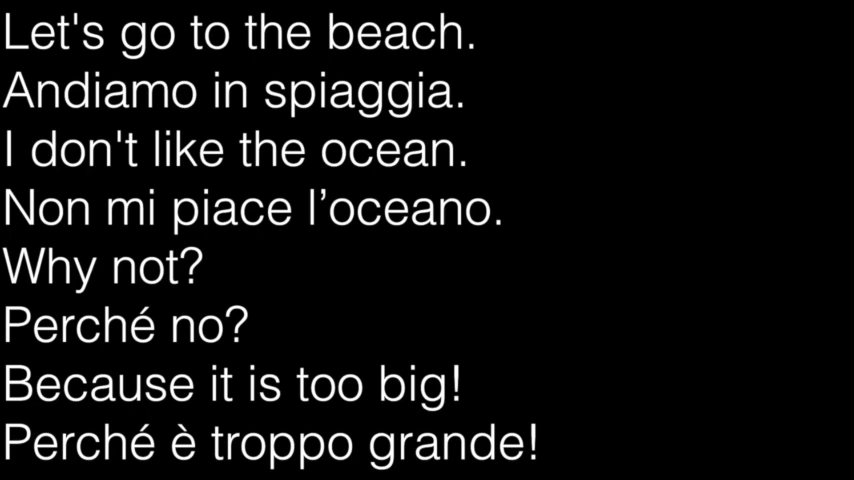 Let's go to the beach.
Andiamo in spiaggia.
I don't like the ocean.
Non mi piace l’oceano.
Why not?
Perché no?
Because it is too big!
Perché è troppo grande!